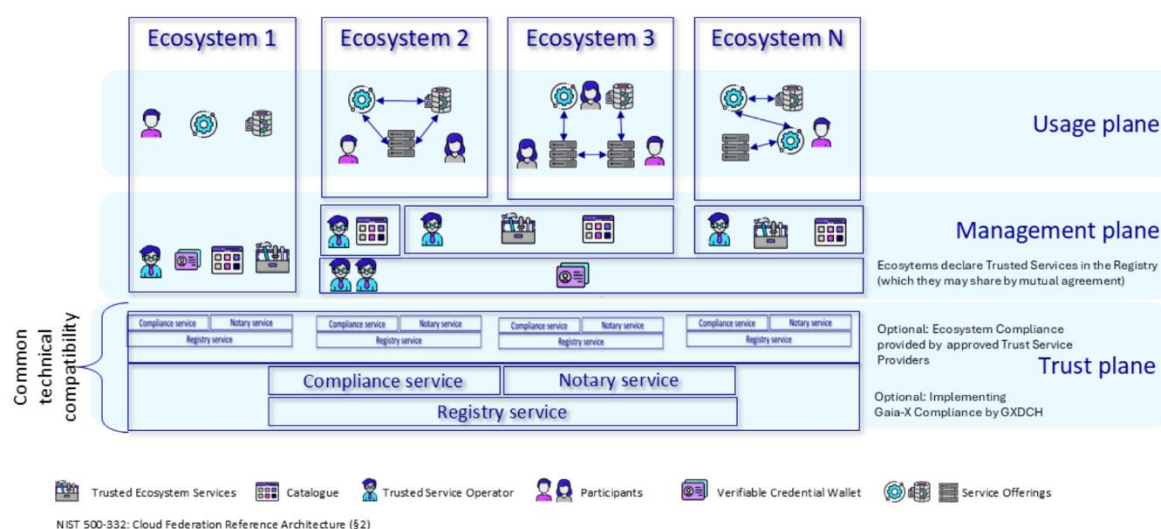 Ecosystem 1
Ecosystem 2
Ecosystem 3
Ecosystem N
Usage plane
Management plane
Ecosytems declare Trusted Services in the Registry
(which they may share by mutual agreement)
Common
technical
compatibility
Compliance service
Notary service
Registry service
Compliance service
Notary service
Registry service
Compliance service
Notary service
Registry service
Compliance service
Notary service
Registry service
Optional: Ecosystem Compliance
provided by approved Trust Service
Providers
Trust plane
Compliance service
Notary service
Registry service
Optional: Implementing
Gaia-X Compliance by GXDCH
Trusted Ecosystem Services
Catalogue
Trusted Service Operator
Participants
Verifiable Credential Wallet
Service Offerings
NIST 500-332: Cloud Federation Reference Architecture (§2)